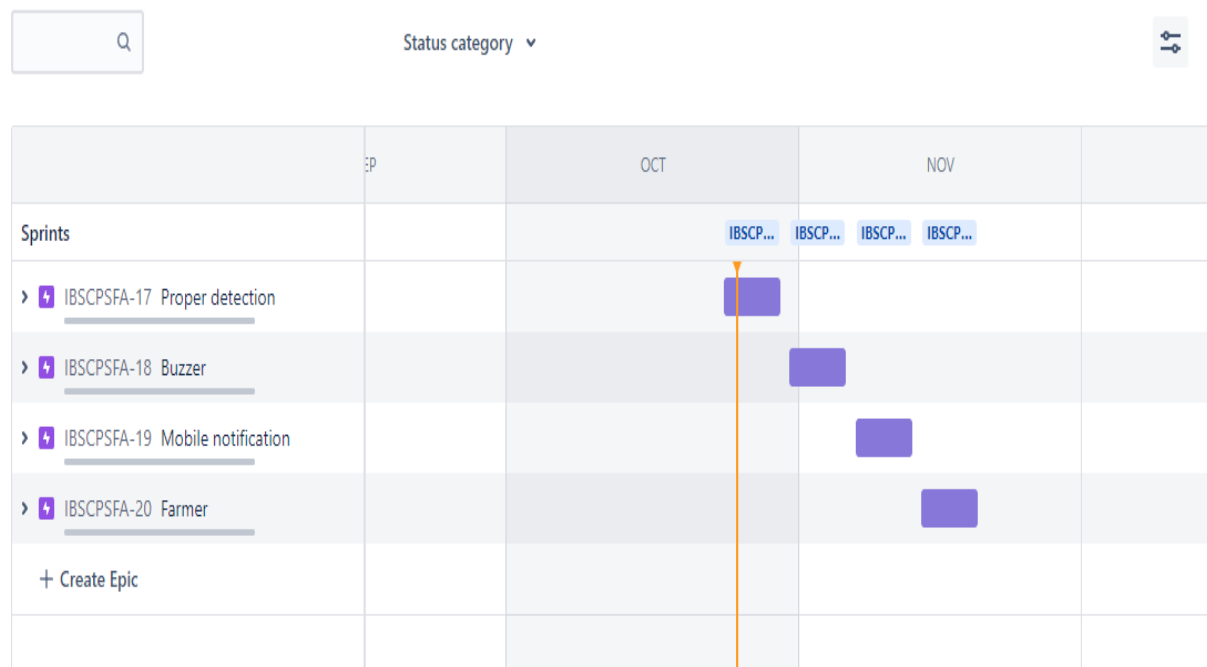 Status category
EP OCT NOV
Sprints IBSCP... IBSCP... IBSCP... IBSCP...
IBSCPSFA-17 Proper detection
IBSCPSFA-18 Buzzer
IBSCPSFA-19 Mobile notification
IBSCPSFA-20 Farmer
+ Create Epic